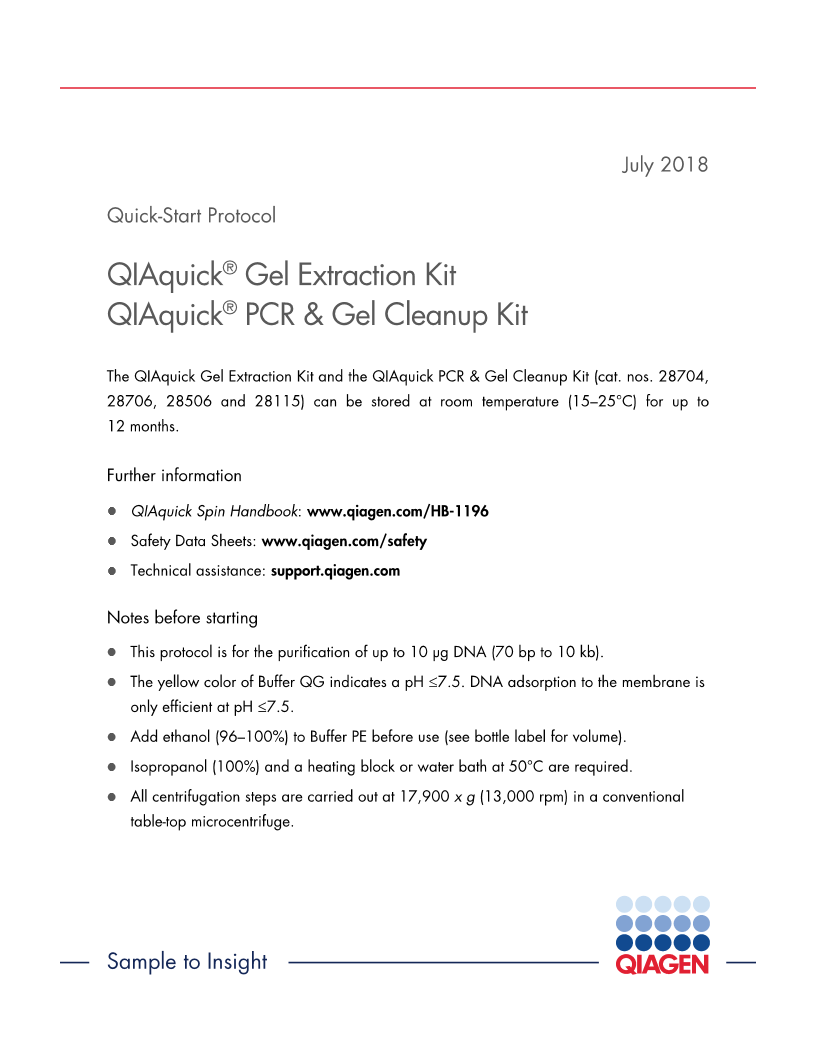 July 2018
Quick-Start Protocol
QIAquick® Gel Extraction Kit
QIAquick® PCR & Gel Cleanup Kit
The QIAquick Gel Extraction Kit and the QIAquick PCR & Gel Cleanup Kit (cat. nos. 28704,
28706, 28506 and 28115) can be stored at room temperature (15–25°C) for up to
12 months.
Further information
● QIAquick Spin Handbook: www.qiagen.com/HB-1196
● Safety Data Sheets: www.qiagen.com/safety
● Technical assistance: support.qiagen.com
Notes before starting
● This protocol is for the purification of up to 10 µg DNA (70 bp to 10 kb).
● The yellow color of Buffer QG indicates a pH ≤7.5. DNA adsorption to the membrane is
only efficient at pH ≤7.5.
● Add ethanol (96–100%) to Buffer PE before use (see bottle label for volume).
● Isopropanol (100%) and a heating block or water bath at 50°C are required.
● All centrifugation steps are carried out at 17,900 x g (13,000 rpm) in a conventional
table-top microcentrifuge.
Sample to Insight
QIAGEN